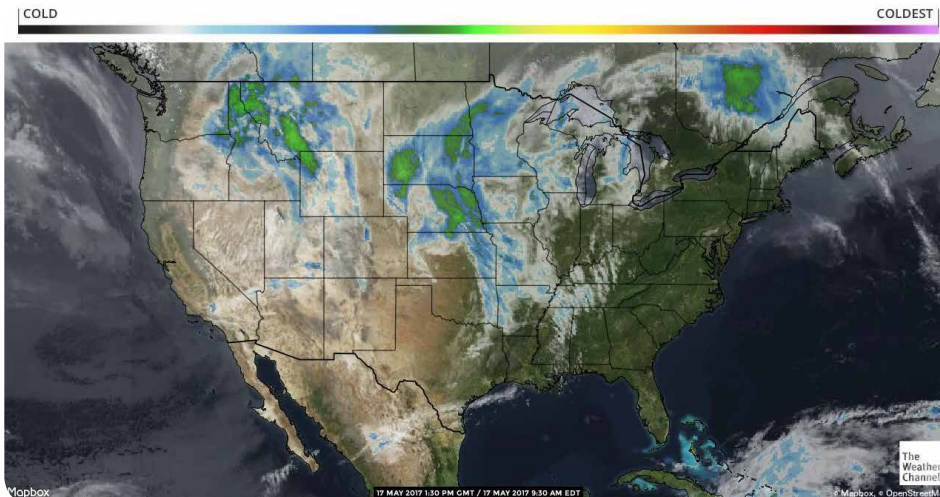 COLD
COLDEST
The
Weather
Channel
Mapbox
17 MAY 2017 1:30 PM GMT / 17 MAY 2017 9:30 AM EDT
© Mapbox, © OpenStreetM